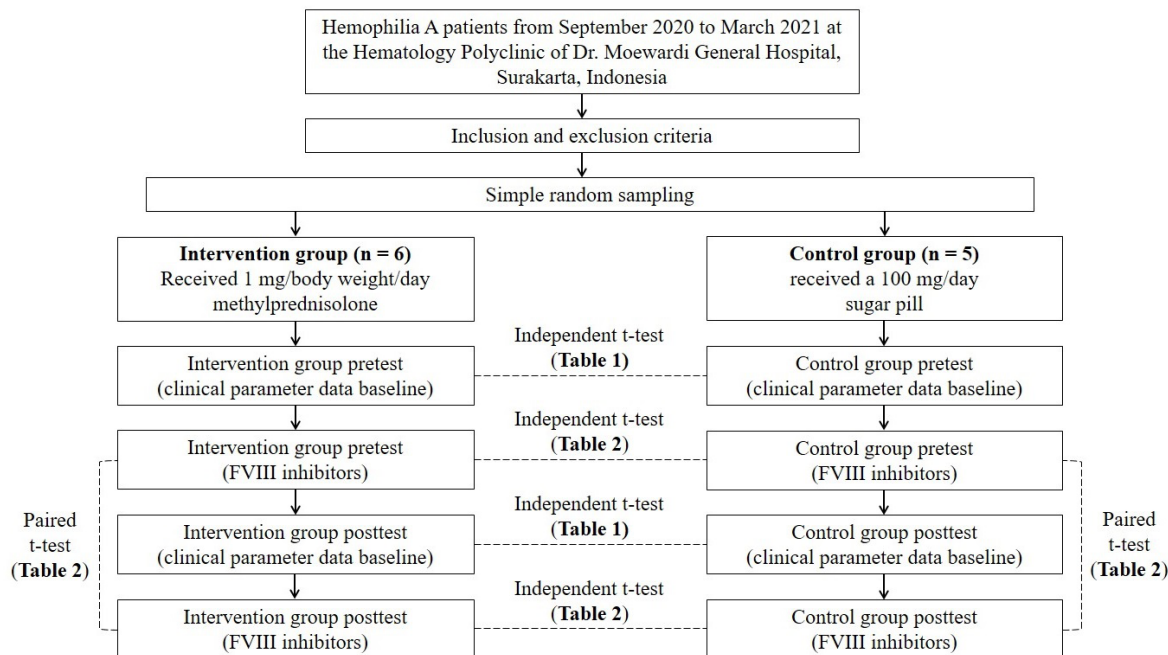 Hemophilia A patients from September 2020 to March 2021 at
the Hematology Polyclinic of Dr. Moewardi General Hospital,
Surakarta, Indonesia
Inclusion and exclusion criteria
Simple random sampling
Intervention group (n = 6)
Received 1 mg/body weight/day
methylprednisolone
Control group (n = 5)
received a 100 mg/day
sugar pill
Intervention group pretest
(clinical parameter data baseline)
Independent t-test
(Table 1)
Control group pretest
(clinical parameter data baseline)
Intervention group pretest
(FVIII inhibitors)
Independent t-test
(Table 2)
Control group pretest
(FVIII inhibitors)
Paired
t-test
(Table 2)
Intervention group posttest
(clinical parameter data baseline)
Independent t-test
(Table 1)
Control group posttest
(clinical parameter data baseline)
Paired
t-test
(Table 2)
Intervention group posttest
(FVIII inhibitors)
Independent t-test
(Table 2)
Control group posttest
(FVIII inhibitors)